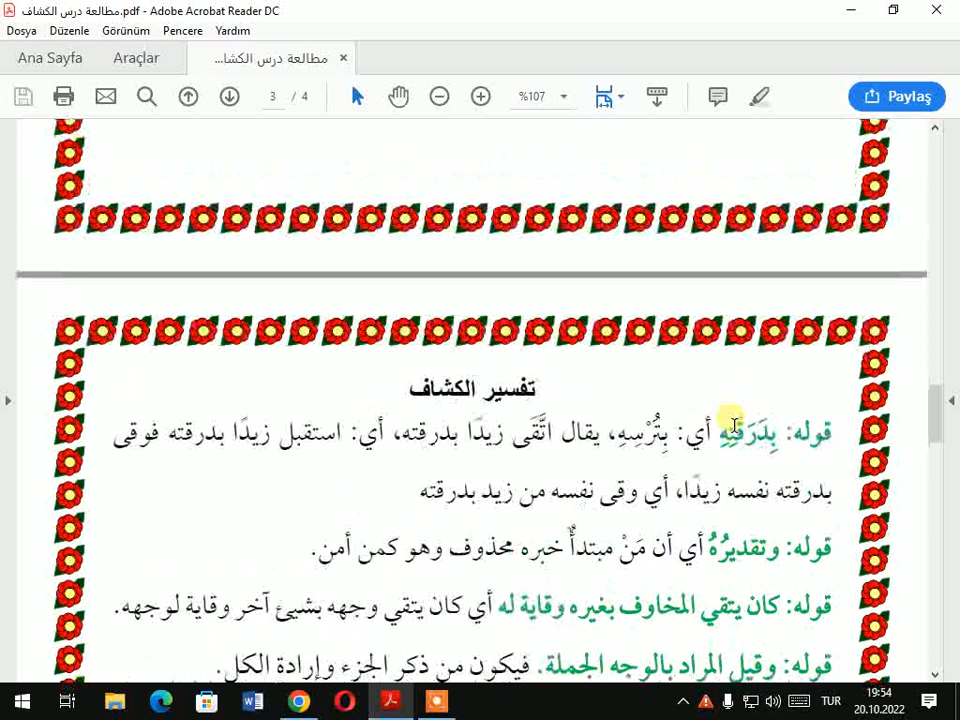 مطالعة درس الكشاف.pdf - Adobe Acrobat Reader DC
Dosya Düzenle Görünüm Pencere Yardım
Ana Sayfa Araçlar مطالعة درس الكشا...
3 / 4 %107 Paylaş
تفسير الكشاف
قوله: بِدَرَقَتِهِ أي: بِتُرْسِهِ، يقال اتَّقَى زيدًا بدرقته، أي: استقبل زيدًا بدرقته فوقى
بدرقته نفسه زيدًا، أي وقى نفسه من زيد بدرقته
قوله: وتقديرُهُ أي أن مَنْ مبتدأٌ خبره محذوف وهو كمن أمن.
قوله: كان يتقي المخاوف بغيره وقاية له أي كان يتقي وجهه بشيئ آخر وقاية لوجهه.
قوله: وقيل المراد بالوجه الجملة. فيكون من ذكر الجزء وإرادة الكل.
TUR 19:54
20.10.2022